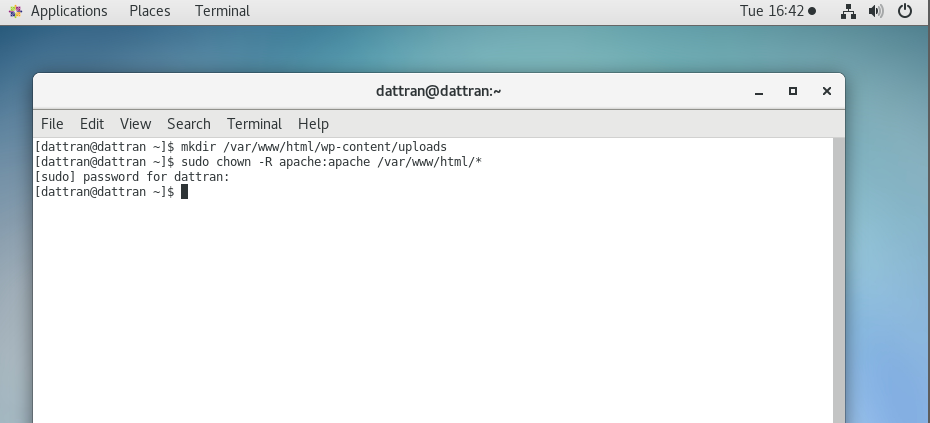 Applications Places Terminal Tue 16:42
dattran@dattran:~
File Edit View Search Terminal Help
[dattran@dattran ~]$ mkdir /var/www/html/wp-content/uploads
[dattran@dattran ~]$ sudo chown -R apache:apache /var/www/html/*
[sudo] password for dattran:
[dattran@dattran ~]$